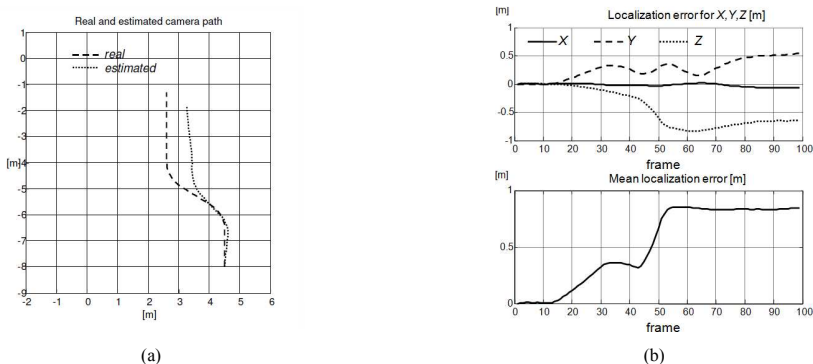 Real and estimated camera path
1
0
-1
-2
-3
[m]-4
-5
-6
-7
-8
-9
real
estimated
-2 -1 0 1 2 3 4 5 6
[m]
(a)
[m]
Localization error for X,Y,Z [m]
1
0.5
0
-0.5
-1
X Y Z
0 10 20 30 40 50 60 70 80 90 100
frame
[m]
Mean localization error [m]
1
0.5
0
0 10 20 30 40 50 60 70 80 90 100
frame
(b)